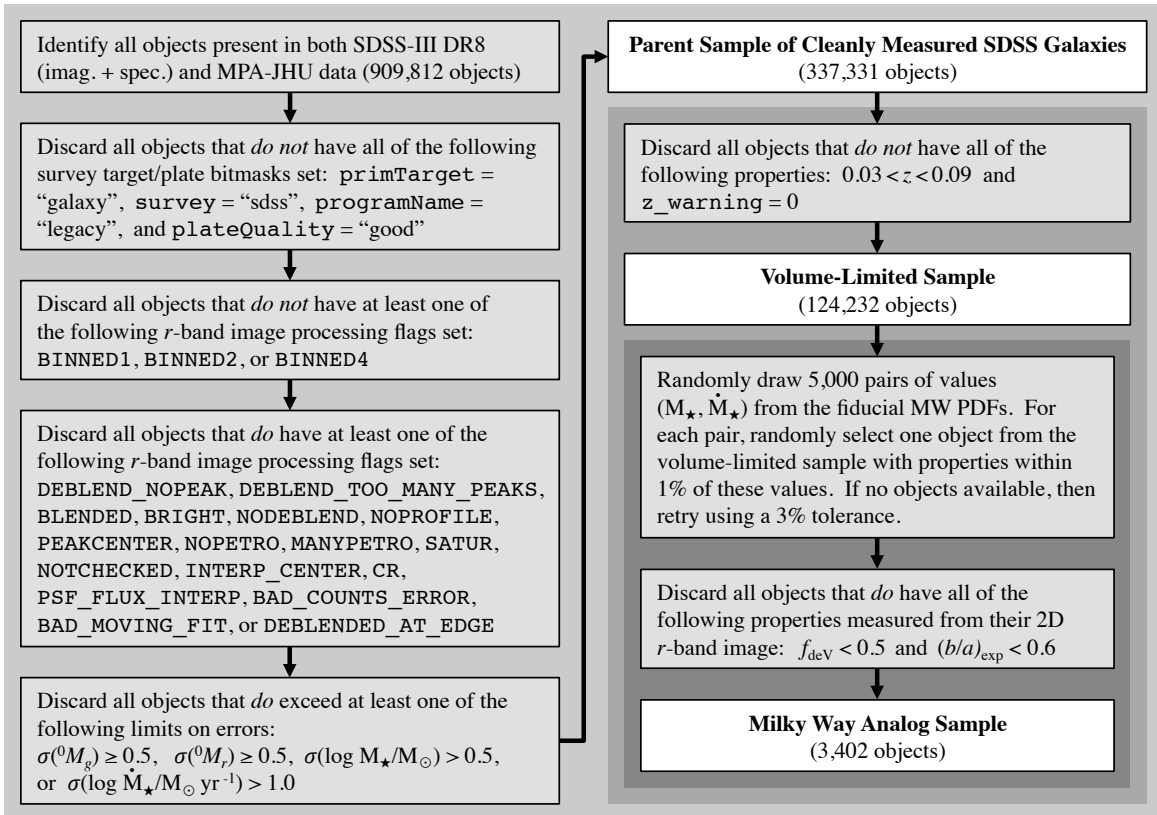 Identify all objects present in both SDSS-III DR8
(imag. + spec.) and MPA-JHU data (909,812 objects)
Discard all objects that do not have all of the following
survey target/plate bitmasks set: primTarget =
“galaxy”, survey = “sdss”, programName =
“legacy”, and plateQuality = “good”
Discard all objects that do not have at least one of
the following r-band image processing flags set:
BINNED1, BINNED2, or BINNED4
Discard all objects that do have at least one of the
following r-band image processing flags set:
DEBLEND_NOPEAK, DEBLEND_TOO_MANY_PEAKS,
BLENDED, BRIGHT, NODEBLEND, NOPROFILE,
PEAKCENTER, NOPETRO, MANYPETRO, SATUR,
NOTCHECKED, INTERP_CENTER, CR,
PSF_FLUX_INTERP, BAD_COUNTS_ERROR,
BAD_MOVING_FIT, or DEBLENDED_AT_EDGE
Discard all objects that do exceed at least one of the
following limits on errors:
σ(⁰M_g) ≥ 0.5, σ(⁰M_r) ≥ 0.5, σ(log M★/M☉) > 0.5,
or σ(log Ṁ★/M☉ yr⁻¹) > 1.0
Parent Sample of Cleanly Measured SDSS Galaxies
(337,331 objects)
Discard all objects that do not have all of the
following properties: 0.03 < z < 0.09 and
z_warning = 0
Volume-Limited Sample
(124,232 objects)
Randomly draw 5,000 pairs of values
(M★, Ṁ★) from the fiducial MW PDFs. For
each pair, randomly select one object from the
volume-limited sample with properties within
1% of these values. If no objects available, then
retry using a 3% tolerance.
Discard all objects that do have all of the
following properties measured from their 2D
r-band image: f_deV < 0.5 and (b/a)_exp < 0.6
Milky Way Analog Sample
(3,402 objects)